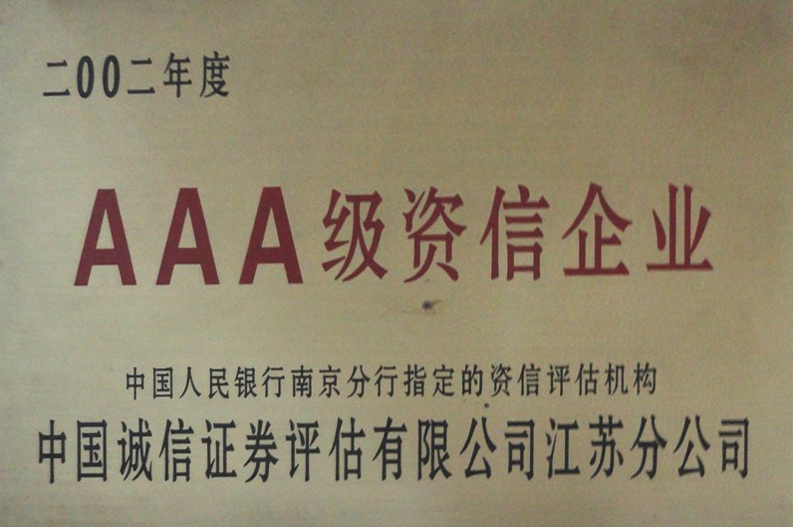 二00二年度
AAA级资信企业
中国人民银行南京分行指定的资信评估机构
中国诚信证券评估有限公司江苏分公司